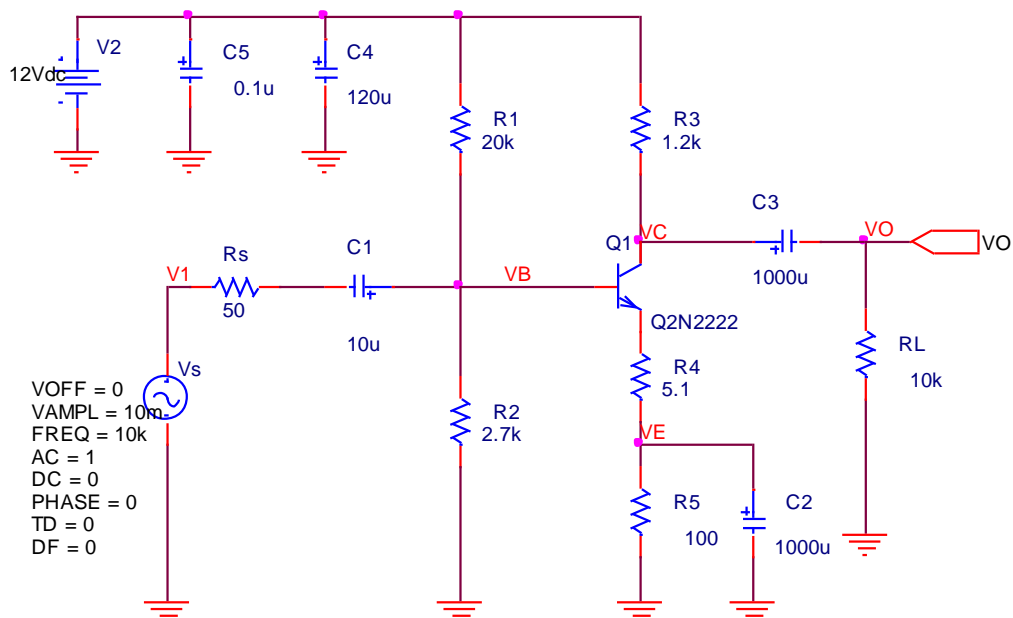 V2
12Vdc
C5
0.1u
C4
120u
R1
20k
R3
1.2k
C3
1000u
VC
VO
VO
Q1
Rs
50
C1
10u
V1
VB
Q2N2222
R4
5.1
RL
10k
Vs
VOFF = 0
VAMPL = 10m
FREQ = 10k
AC = 1
DC = 0
PHASE = 0
TD = 0
DF = 0
R2
2.7k
VE
R5
100
C2
1000u